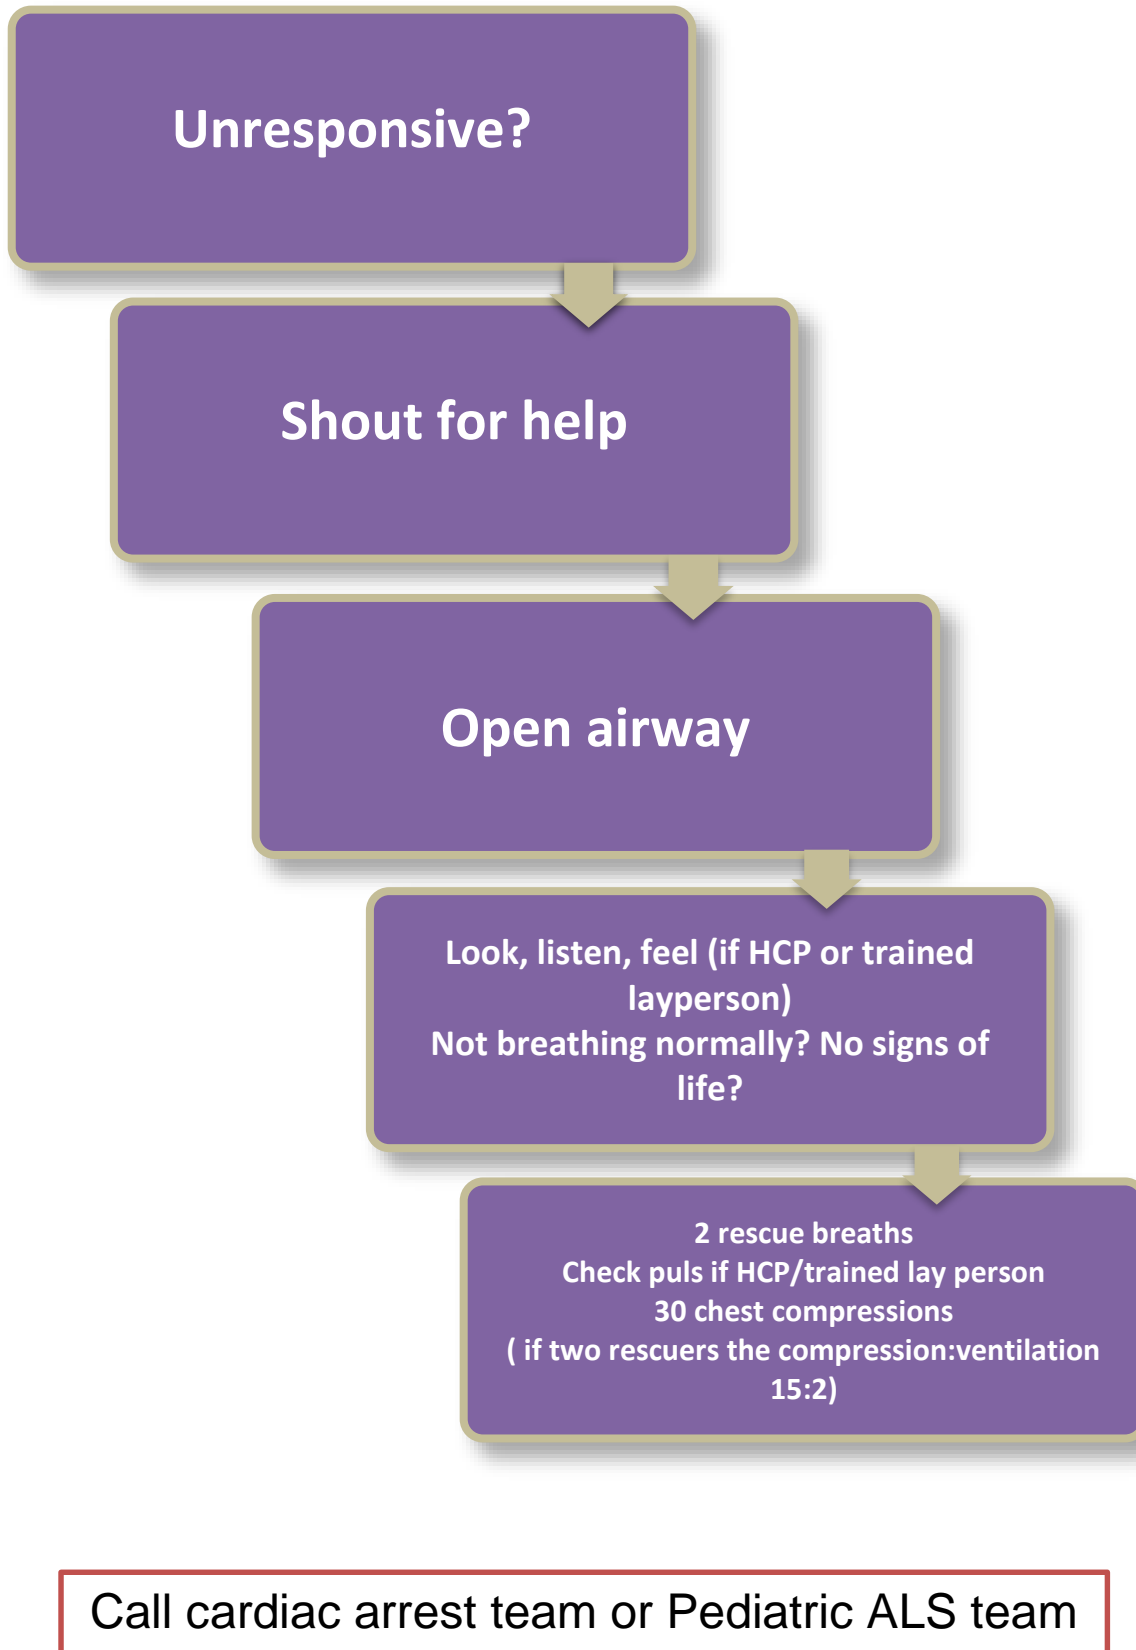 Unresponsive?
Shout for help
Open airway
Look, listen, feel (if HCP or trained
layperson)
Not breathing normally? No signs of
life?
2 rescue breaths
Check puls if HCP/trained lay person
30 chest compressions
( if two rescuers the compression:ventilation
15:2)
Call cardiac arrest team or Pediatric ALS team